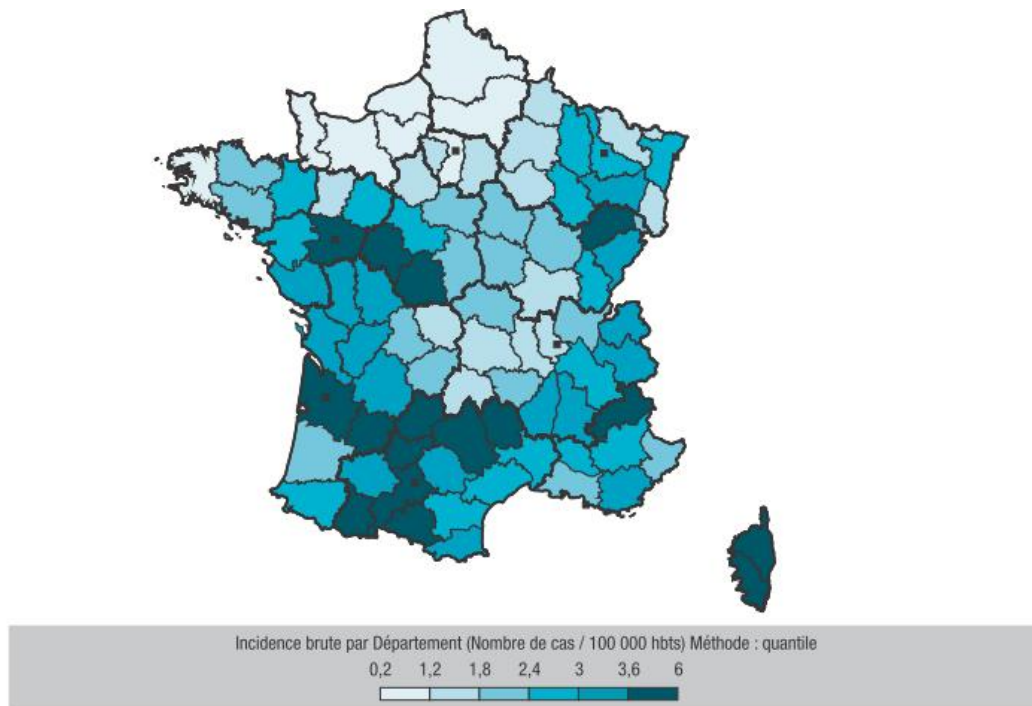 Incidence brute par Département (Nombre de cas / 100 000 hbts) Méthode : quantile
0,2 1,2 1,8 2,4 3 3,6 6